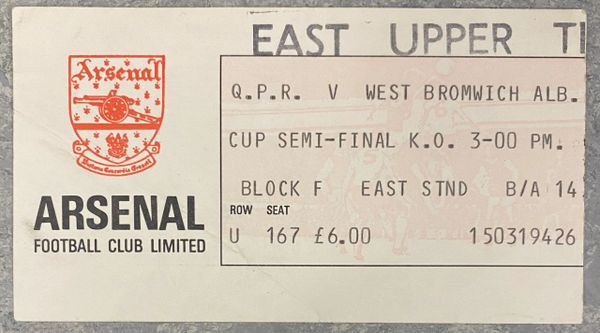 EAST UPPER
Arsenal
Q.P.R. V WEST BROMWICH ALB.
CUP SEMI-FINAL K.O. 3-00 PM.
BLOCK F EAST STND B/A 14
ROW SEAT
U 167 £6.00 150319426
Victoria Concordia Crescit
ARSENAL
FOOTBALL CLUB LIMITED